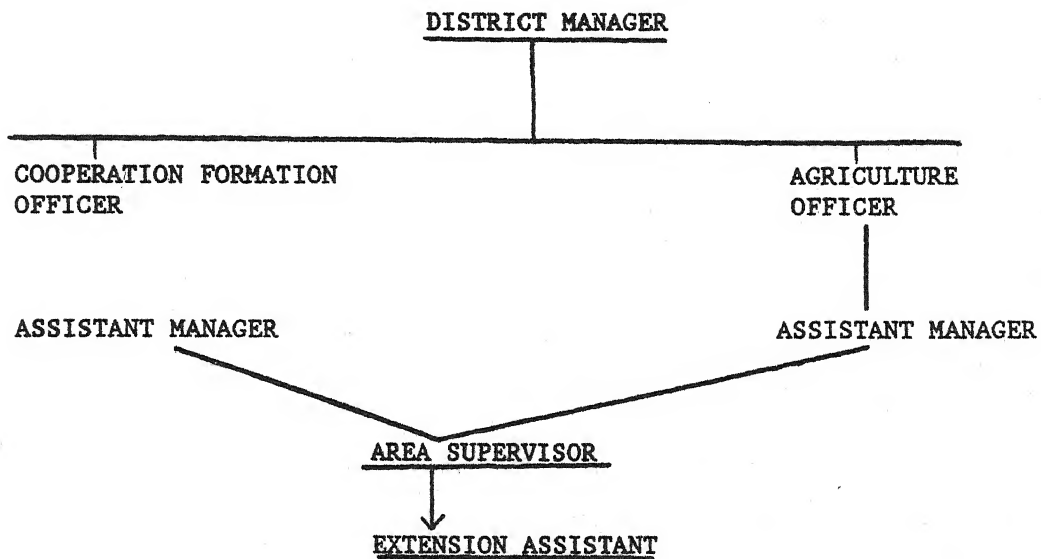 DISTRICT MANAGER
COOPERATION FORMATION
OFFICER
AGRICULTURE
OFFICER
ASSISTANT MANAGER
ASSISTANT MANAGER
AREA SUPERVISOR
EXTENSION ASSISTANT